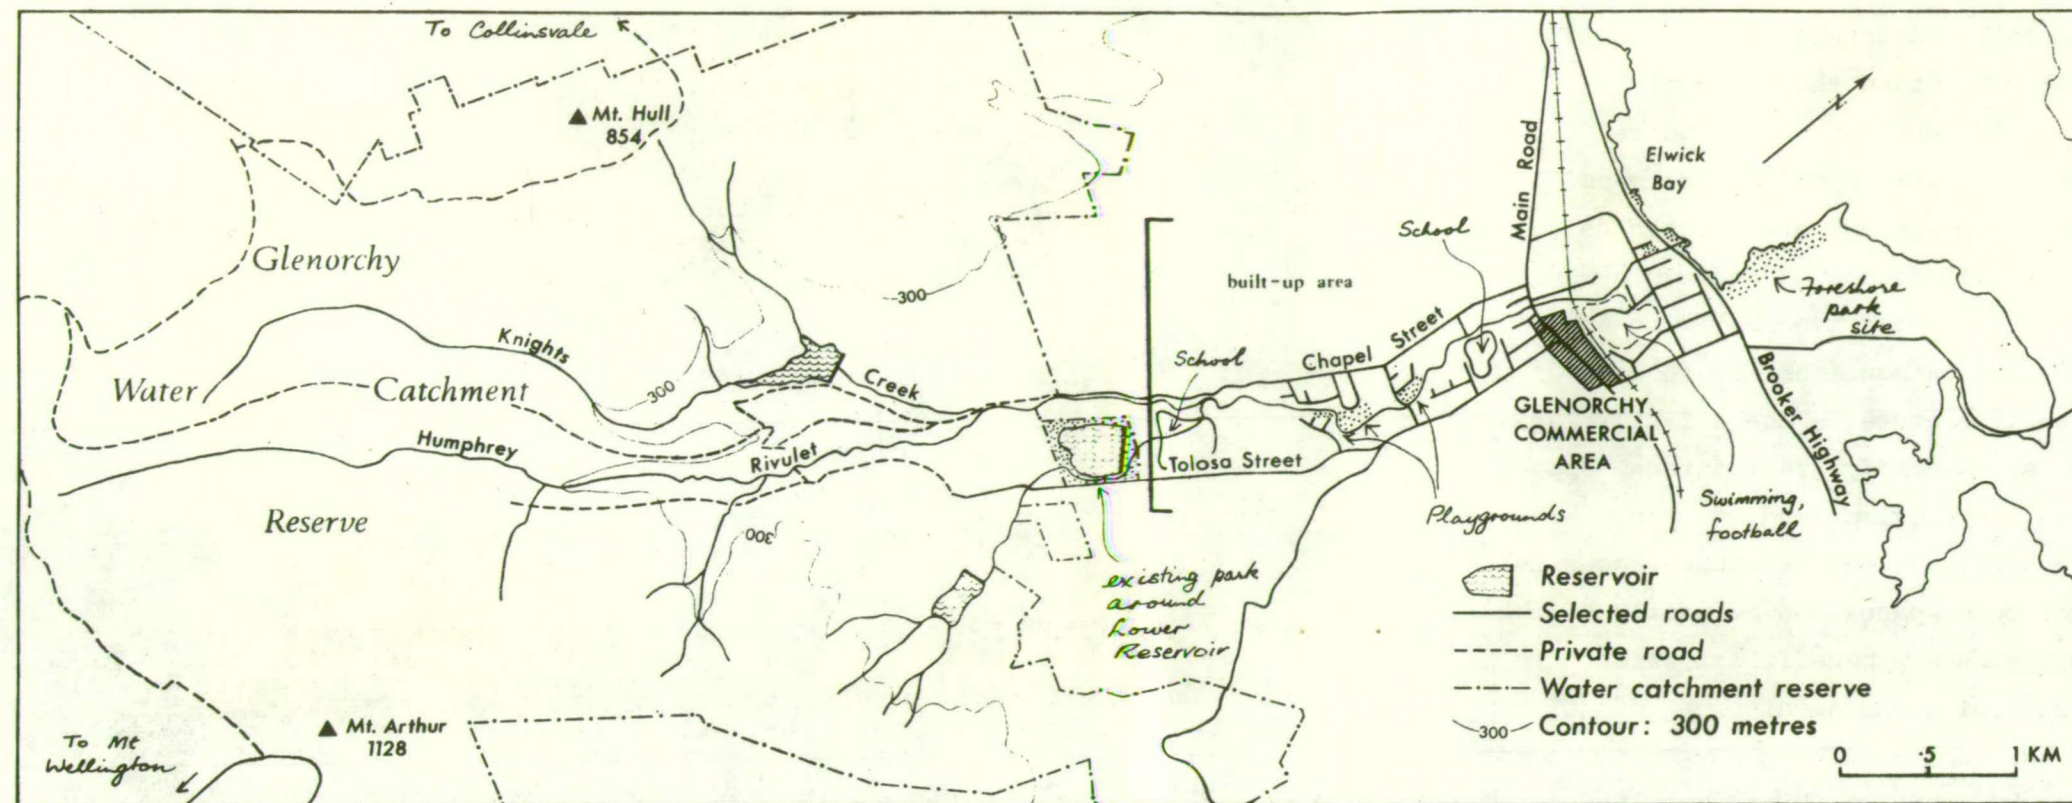 To Collinsvale
Mt. Hull
854
N
Elwick
Bay
Main Road
School
Glenorchy
built-up area
300
Foreshore
park
site
Knights
School
Chapel Street
Water
Catchment
300
Creek
Brooker Highway
GLENORCHY
COMMERCIAL
AREA
Humphrey
Rivulet
Tolosa Street
Reserve
300
Playgrounds
Swimming,
football
existing park
around
Lower
Reservoir
Reservoir
Selected roads
Private road
Water catchment reserve
300
Contour: 300 metres
Mt. Arthur
1128
To Mt
Wellington
0 .5 1 KM